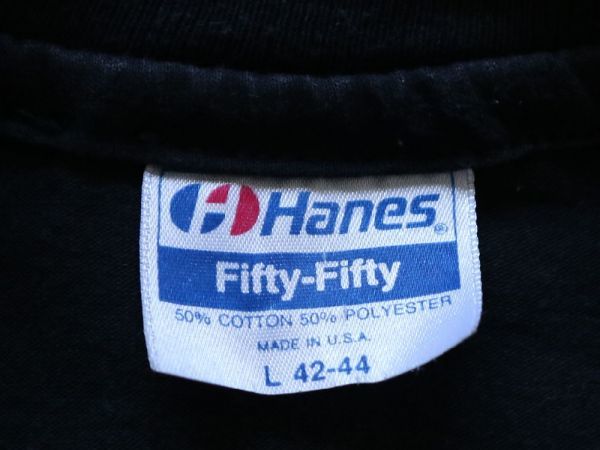 Hanes®
Fifty-Fifty
50% COTTON 50% POLYESTER
MADE IN U.S.A.
L 42-44